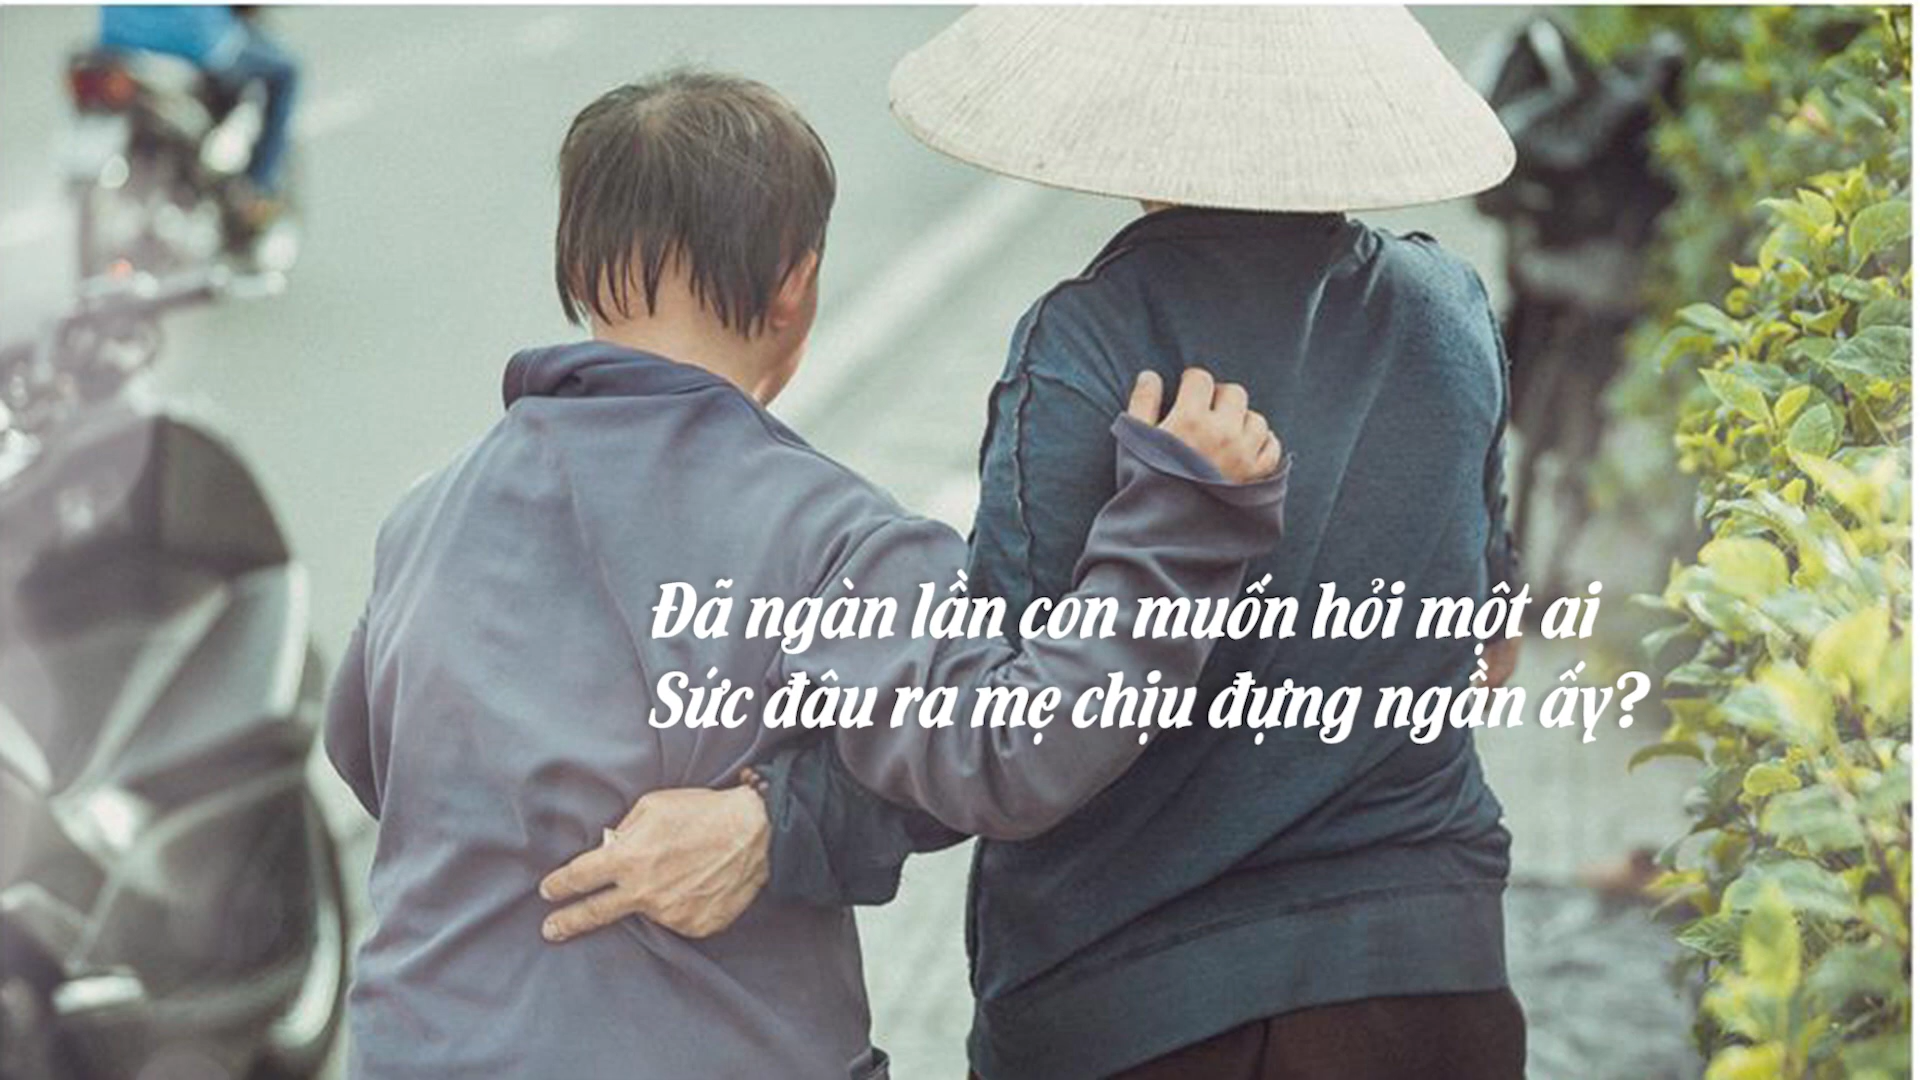 Đã ngàn lần con muốn hỏi một ai
Sức đâu ra mẹ chịu đựng ngần ấy?